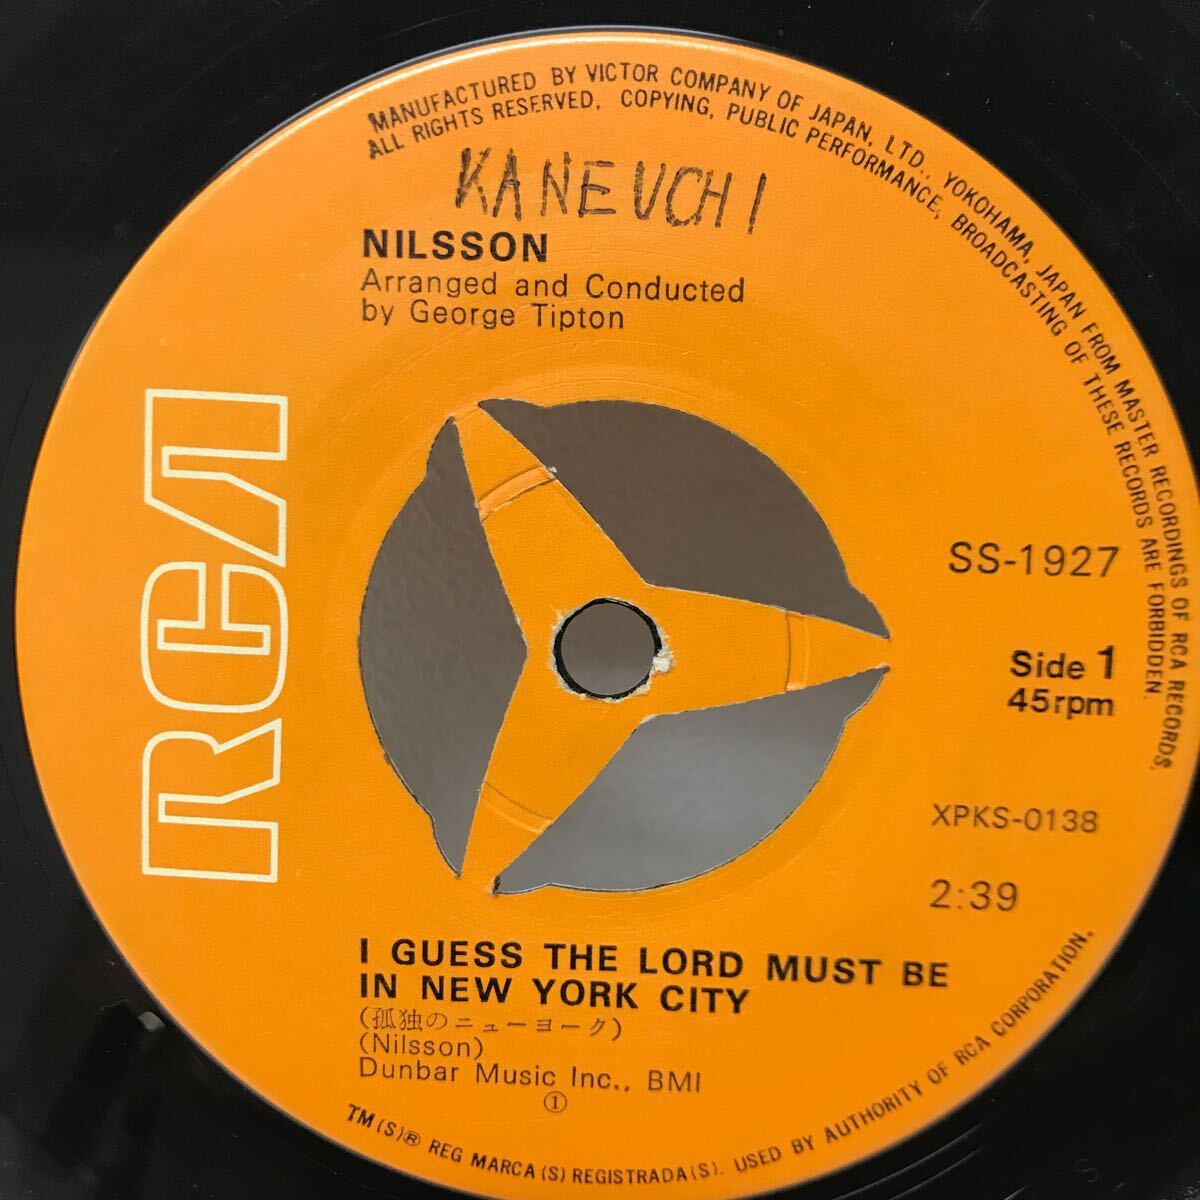 MANUFACTURED BY VICTOR COMPANY OF JAPAN, LTD., YOKOHAMA, JAPAN FROM MASTER RECORDINGS OF RCA RECORDS.
ALL RIGHTS RESERVED. COPYING, PUBLIC PERFORMANCE, BROADCASTING OF THESE RECORDS ARE FORBIDDEN.
KANEUCHI
NILSSON
Arranged and Conducted
by George Tipton
RCA
SS-1927
Side 1
45rpm
XPKS-0138
2:39
I GUESS THE LORD MUST BE
IN NEW YORK CITY
(孤独のニューヨーク)
(Nilsson)
Dunbar Music Inc., BMI
①
TM(S)® REG MARCA(S) REGISTRADA(S). USED BY AUTHORITY OF RCA CORPORATION.